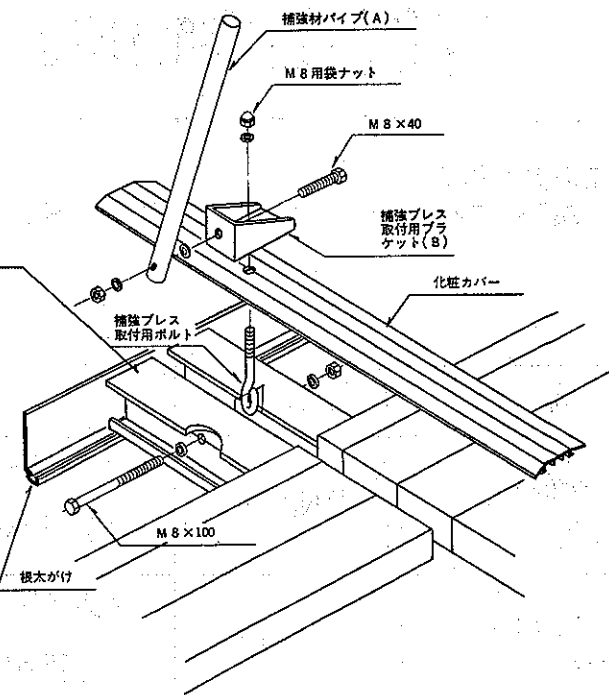 補強材パイプ(A)
M8用袋ナット
M8×40
補強ブレス
取付用ブラ
ケット(B)
化粧カバー
補強ブレス
取付用ボルト
M8×100
根太がけ